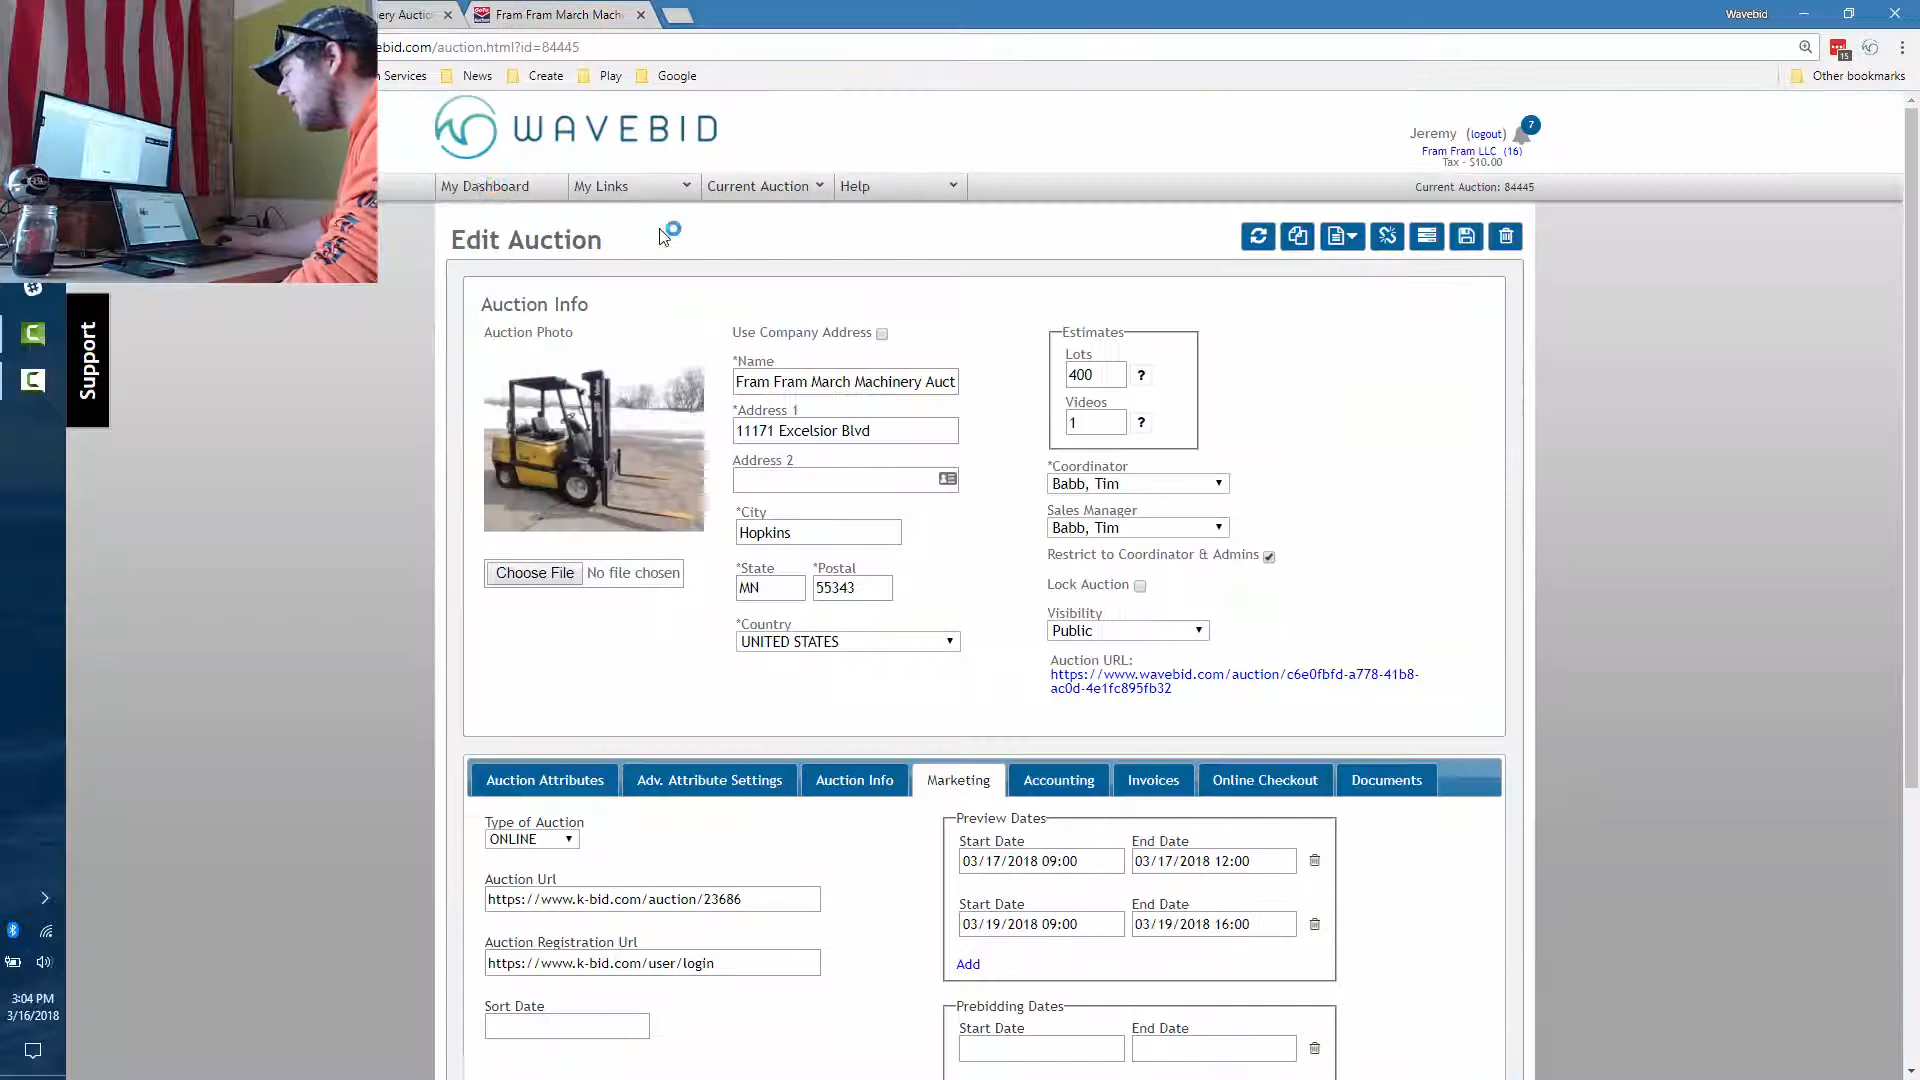 ery Auctio
Fram Fram March Mach
Wavebid
ebid.com/auction.html?id=84445
15
n Services
News
Create
Play
Google
Other bookmarks
WAVEBID
Jeremy (logout)
7
Fram Fram LLC (16)
Tax - $10.00
My Dashboard
My Links
Current Auction
Help
Current Auction: 84445
Edit Auction
Support
Auction Info
Auction Photo
Choose File No file chosen
Use Company Address
*Name
Fram Fram March Machinery Auct
*Address 1
11171 Excelsior Blvd
Address 2
*City
Hopkins
*State
*Postal
MN
55343
*Country
UNITED STATES
Estimates
Lots
400 ?
Videos
1 ?
*Coordinator
Babb, Tim
Sales Manager
Babb, Tim
Restrict to Coordinator & Admins
Lock Auction
Visibility
Public
Auction URL:
https://www.wavebid.com/auction/c6e0fbfd-a778-41b8-
ac0d-4e1fc895fb32
Auction Attributes
Adv. Attribute Settings
Auction Info
Marketing
Accounting
Invoices
Online Checkout
Documents
Type of Auction
ONLINE
Auction Url
https://www.k-bid.com/auction/23686
Auction Registration Url
https://www.k-bid.com/user/login
Sort Date
Preview Dates
Start Date
End Date
03/17/2018 09:00
03/17/2018 12:00
Start Date
End Date
03/19/2018 09:00
03/19/2018 16:00
Add
Prebidding Dates
Start Date
End Date
3:04 PM
3/16/2018